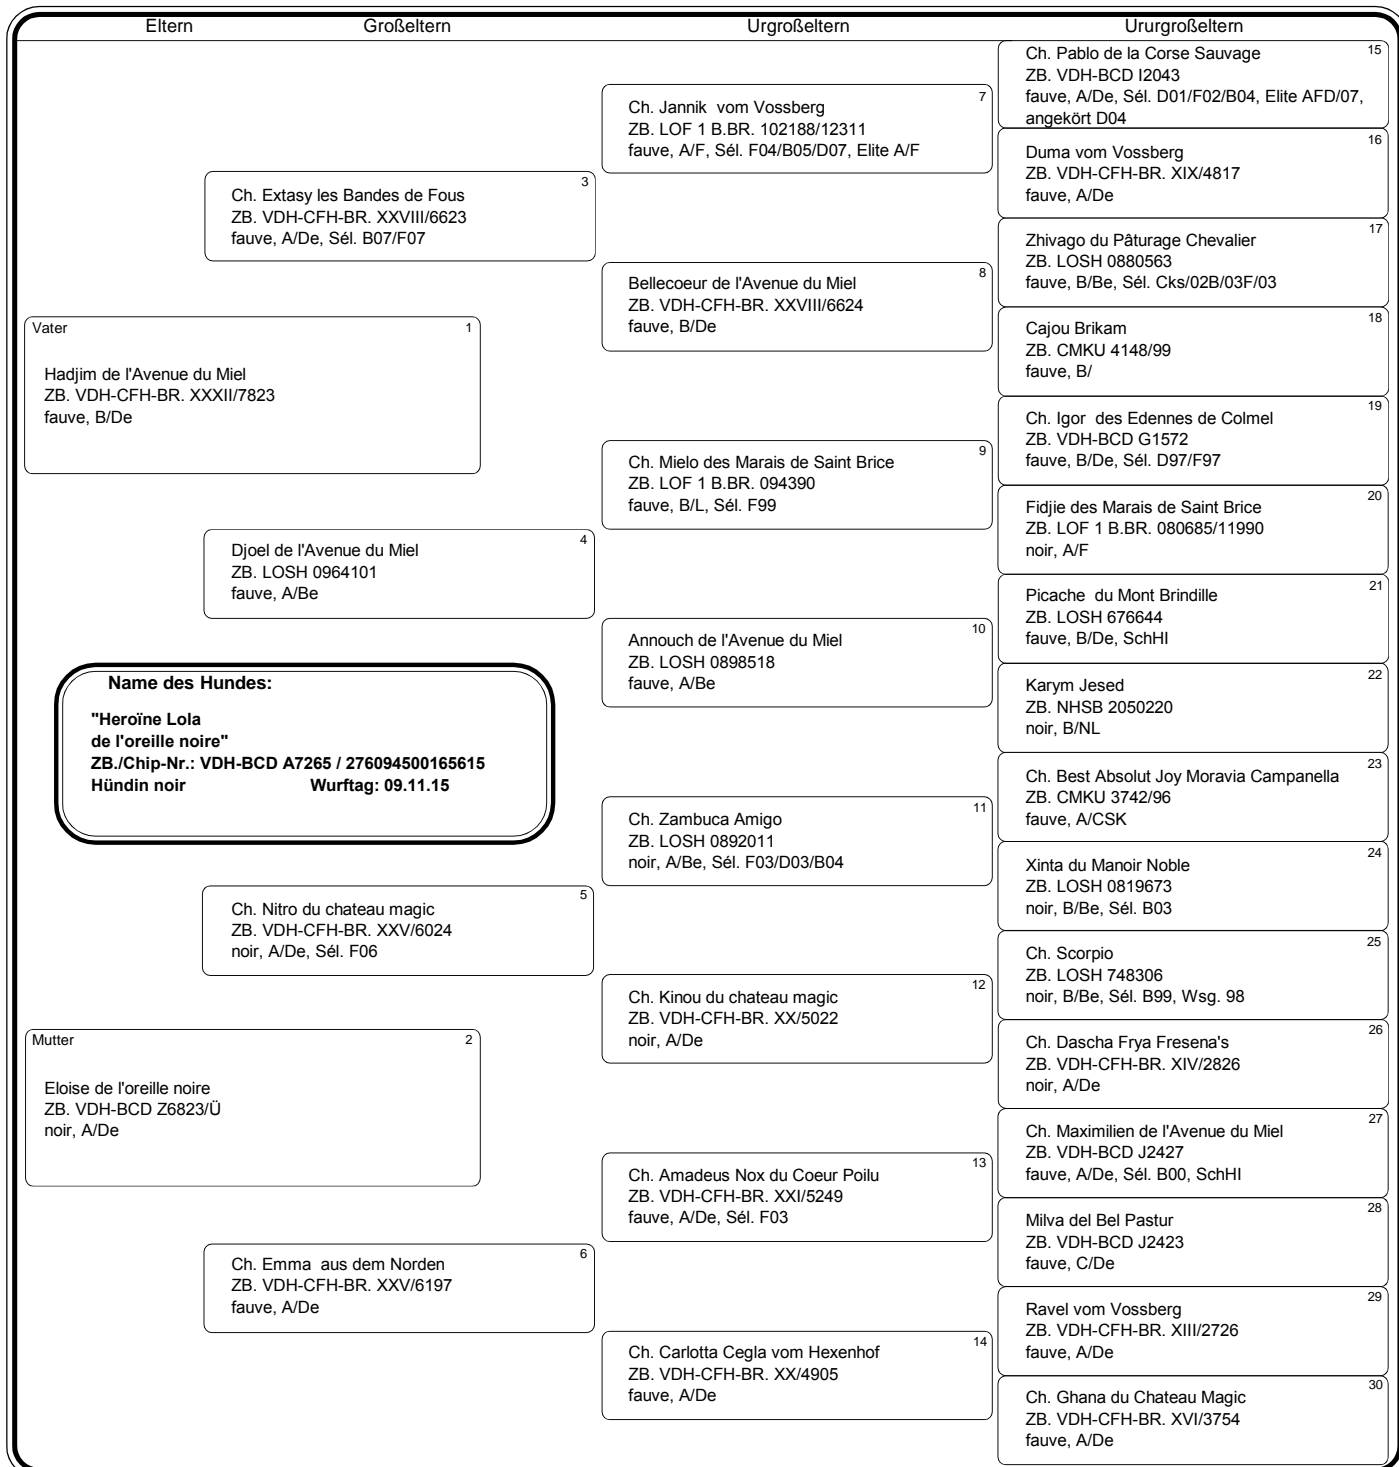 Eltern Großeltern Urgroßeltern Ururgroßeltern
Vater 1
Hadjim de l'Avenue du Miel
ZB. VDH-CFH-BR. XXXII/7823
fauve, B/De
Mutter 2
Eloise de l'oreille noire
ZB. VDH-BCD Z6823/Ü
noir, A/De
Name des Hundes:
"Heroïne Lola
de l'oreille noire"
ZB./Chip-Nr.: VDH-BCD A7265 / 276094500165615
Hündin noir Wurftag: 09.11.15
3
Ch. Extasy les Bandes de Fous
ZB. VDH-CFH-BR. XXVIII/6623
fauve, A/De, Sél. B07/F07
4
Djoel de l'Avenue du Miel
ZB. LOSH 0964101
fauve, A/Be
5
Ch. Nitro du chateau magic
ZB. VDH-CFH-BR. XXV/6024
noir, A/De, Sél. F06
6
Ch. Emma aus dem Norden
ZB. VDH-CFH-BR. XXV/6197
fauve, A/De
7
Ch. Jannik vom Vossberg
ZB. LOF 1 B.BR. 102188/12311
fauve, A/F, Sél. F04/B05/D07, Elite A/F
8
Bellecoeur de l'Avenue du Miel
ZB. VDH-CFH-BR. XXVIII/6624
fauve, B/De
9
Ch. Mielo des Marais de Saint Brice
ZB. LOF 1 B.BR. 094390
fauve, B/L, Sél. F99
10
Annouch de l'Avenue du Miel
ZB. LOSH 0898518
fauve, A/Be
11
Ch. Zambuca Amigo
ZB. LOSH 0892011
noir, A/Be, Sél. F03/D03/B04
12
Ch. Kinou du chateau magic
ZB. VDH-CFH-BR. XX/5022
noir, A/De
13
Ch. Amadeus Nox du Coeur Poilu
ZB. VDH-CFH-BR. XXI/5249
fauve, A/De, Sél. F03
14
Ch. Carlotta Cegla vom Hexenhof
ZB. VDH-CFH-BR. XX/4905
fauve, A/De
15
Ch. Pablo de la Corse Sauvage
ZB. VDH-BCD I2043
fauve, A/De, Sél. D01/F02/B04, Elite AFD/07,
angekört D04
16
Duma vom Vossberg
ZB. VDH-CFH-BR. XIX/4817
fauve, A/De
17
Zhivago du Pâturage Chevalier
ZB. LOSH 0880563
fauve, B/Be, Sél. Cks/02B/03F/03
18
Cajou Brikam
ZB. CMKU 4148/99
fauve, B/
19
Ch. Igor des Edennes de Colmel
ZB. VDH-BCD G1572
fauve, B/De, Sél. D97/F97
20
Fidjie des Marais de Saint Brice
ZB. LOF 1 B.BR. 080685/11990
noir, A/F
21
Picache du Mont Brindille
ZB. LOSH 676644
fauve, B/De, SchHI
22
Karym Jesed
ZB. NHSB 2050220
noir, B/NL
23
Ch. Best Absolut Joy Moravia Campanella
ZB. CMKU 3742/96
fauve, A/CSK
24
Xinta du Manoir Noble
ZB. LOSH 0819673
noir, B/Be, Sél. B03
25
Ch. Scorpio
ZB. LOSH 748306
noir, B/Be, Sél. B99, Wsg. 98
26
Ch. Dascha Frya Fresena's
ZB. VDH-CFH-BR. XIV/2826
noir, A/De
27
Ch. Maximilien de l'Avenue du Miel
ZB. VDH-BCD J2427
fauve, A/De, Sél. B00, SchHI
28
Milva del Bel Pastur
ZB. VDH-BCD J2423
fauve, C/De
29
Ravel vom Vossberg
ZB. VDH-CFH-BR. XIII/2726
fauve, A/De
30
Ch. Ghana du Chateau Magic
ZB. VDH-CFH-BR. XVI/3754
fauve, A/De